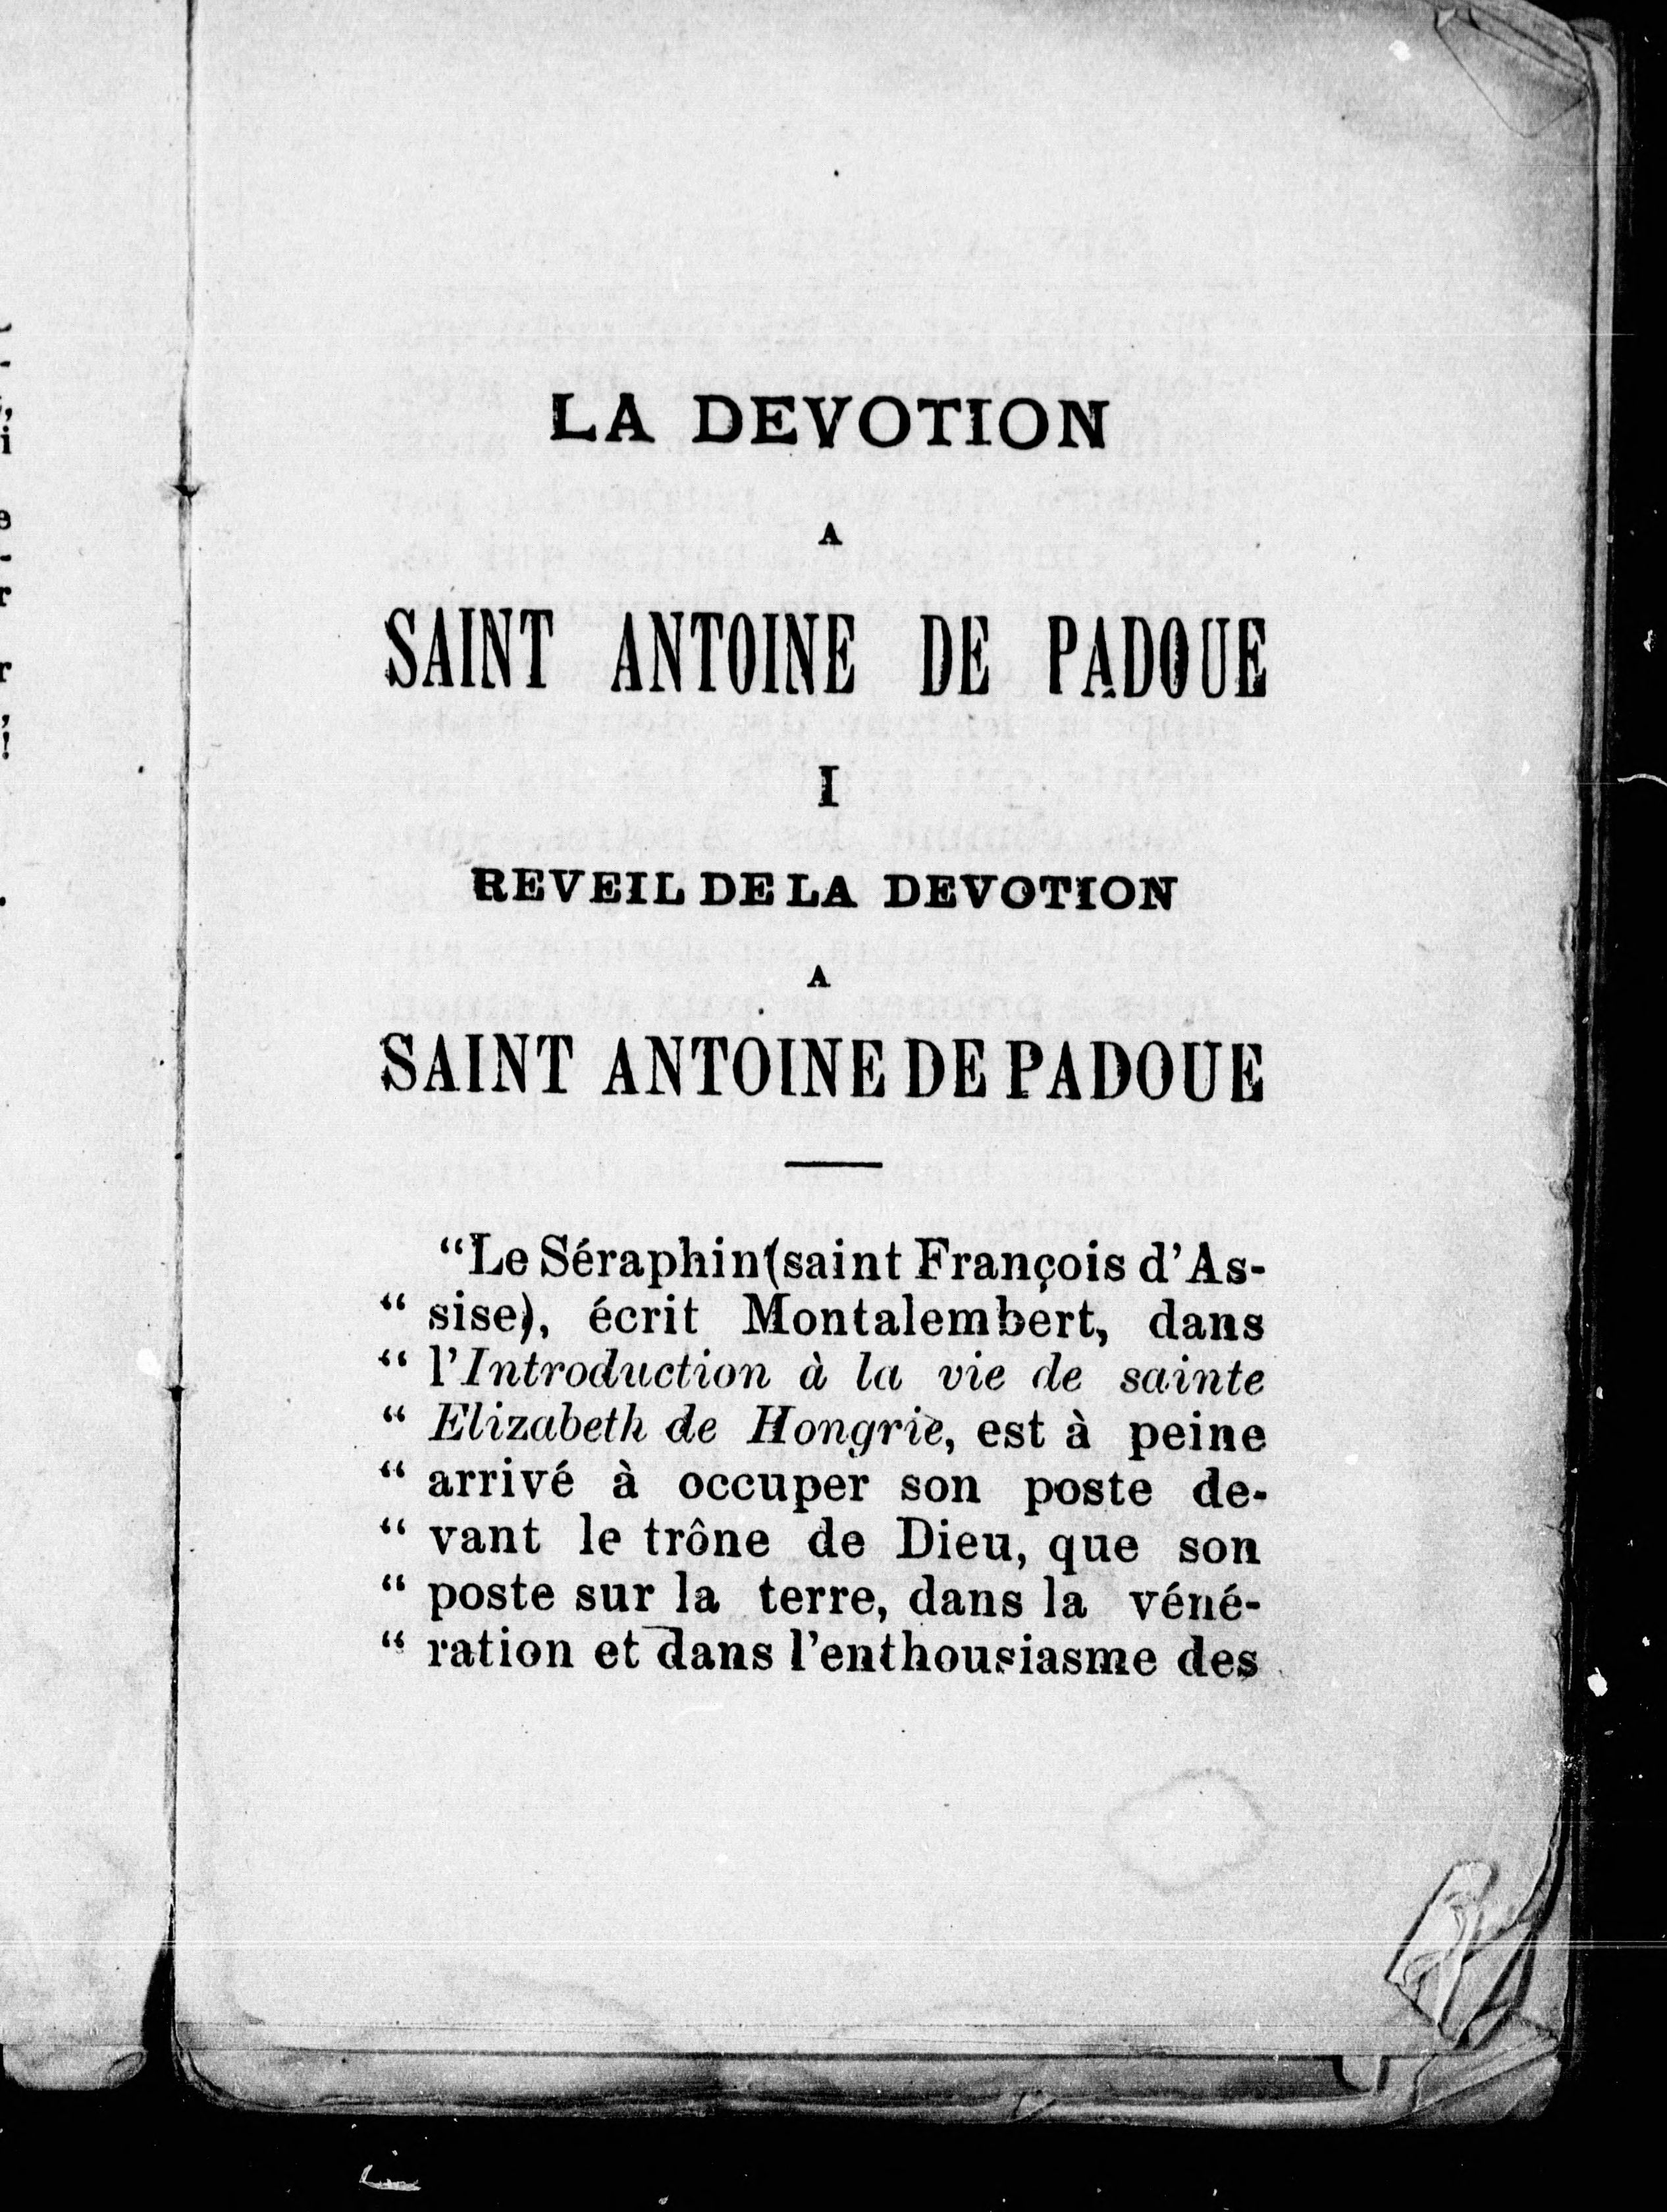 LA DEVOTION
A
SAINT ANTOINE DE PADOUE
I
REVEIL DE LA DEVOTION
A
SAINT ANTOINE DE PADOUE
“Le Séraphin (saint François d'As-
“ sise), écrit Montalembert, dans
“ l'Introduction à la vie de sainte
“ Elizabeth de Hongrie, est à peine
“ arrivé à occuper son poste de-
“ vant le trône de Dieu, que son
“ poste sur la terre, dans la véné-
“ ration et dans l'enthousiasme des